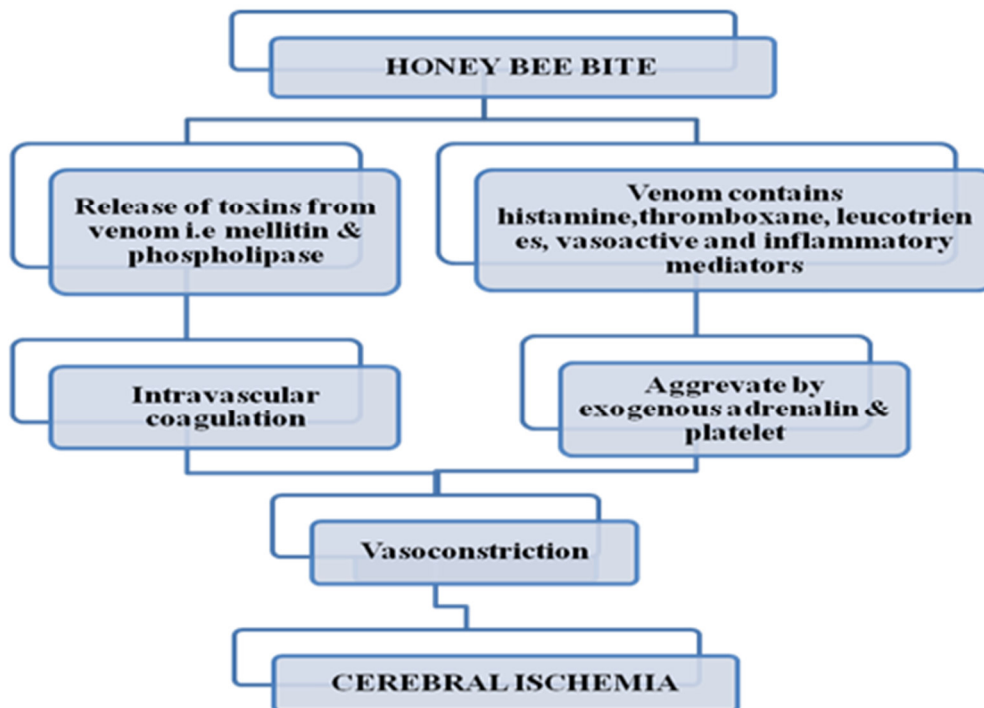 HONEY BEE BITE
Release of toxins from
venom i.e mellitin &
phospholipase
Venom contains
histamine,thromboxane, leucotrien
es, vasoactive and inflammatory
mediators
Intravascular
coagulation
Aggrevate by
exogenous adrenalin &
platelet
Vasoconstriction
CEREBRAL ISCHEMIA